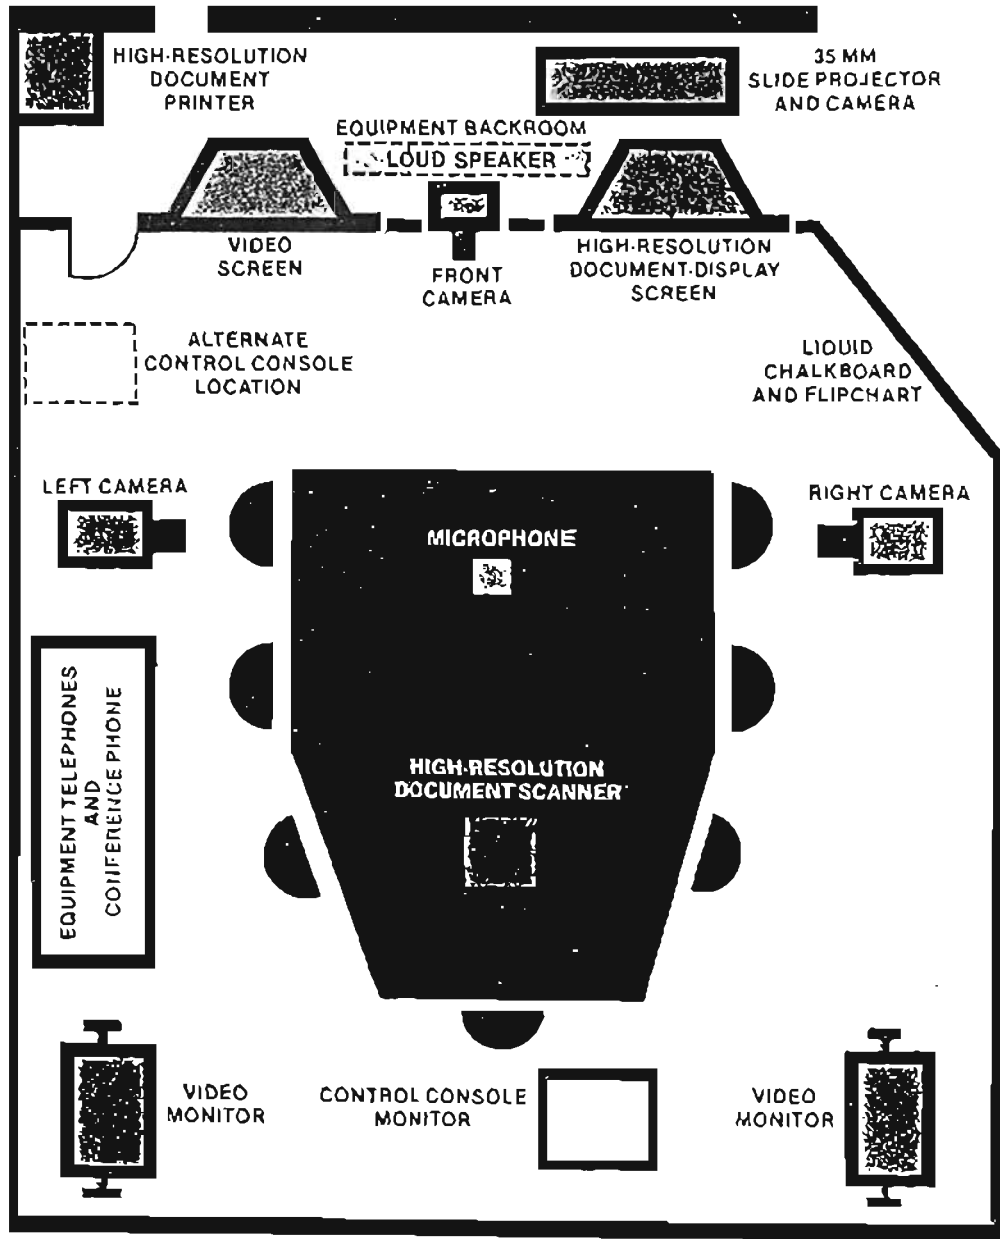 HIGH-RESOLUTION
DOCUMENT
PRINTER
35 MM
SLIDE PROJECTOR
AND CAMERA
EQUIPMENT BACKROOM
LOUD SPEAKER
VIDEO
SCREEN
FRONT
CAMERA
HIGH-RESOLUTION
DOCUMENT-DISPLAY
SCREEN
ALTERNATE
CONTROL CONSOLE
LOCATION
LIQUID
CHALKBOARD
AND FLIPCHART
LEFT CAMERA
RIGHT CAMERA
MICROPHONE
HIGH-RESOLUTION
DOCUMENT SCANNER
EQUIPMENT TELEPHONES
AND
CONFERENCE PHONE
VIDEO
MONITOR
CONTROL CONSOLE
MONITOR
VIDEO
MONITOR